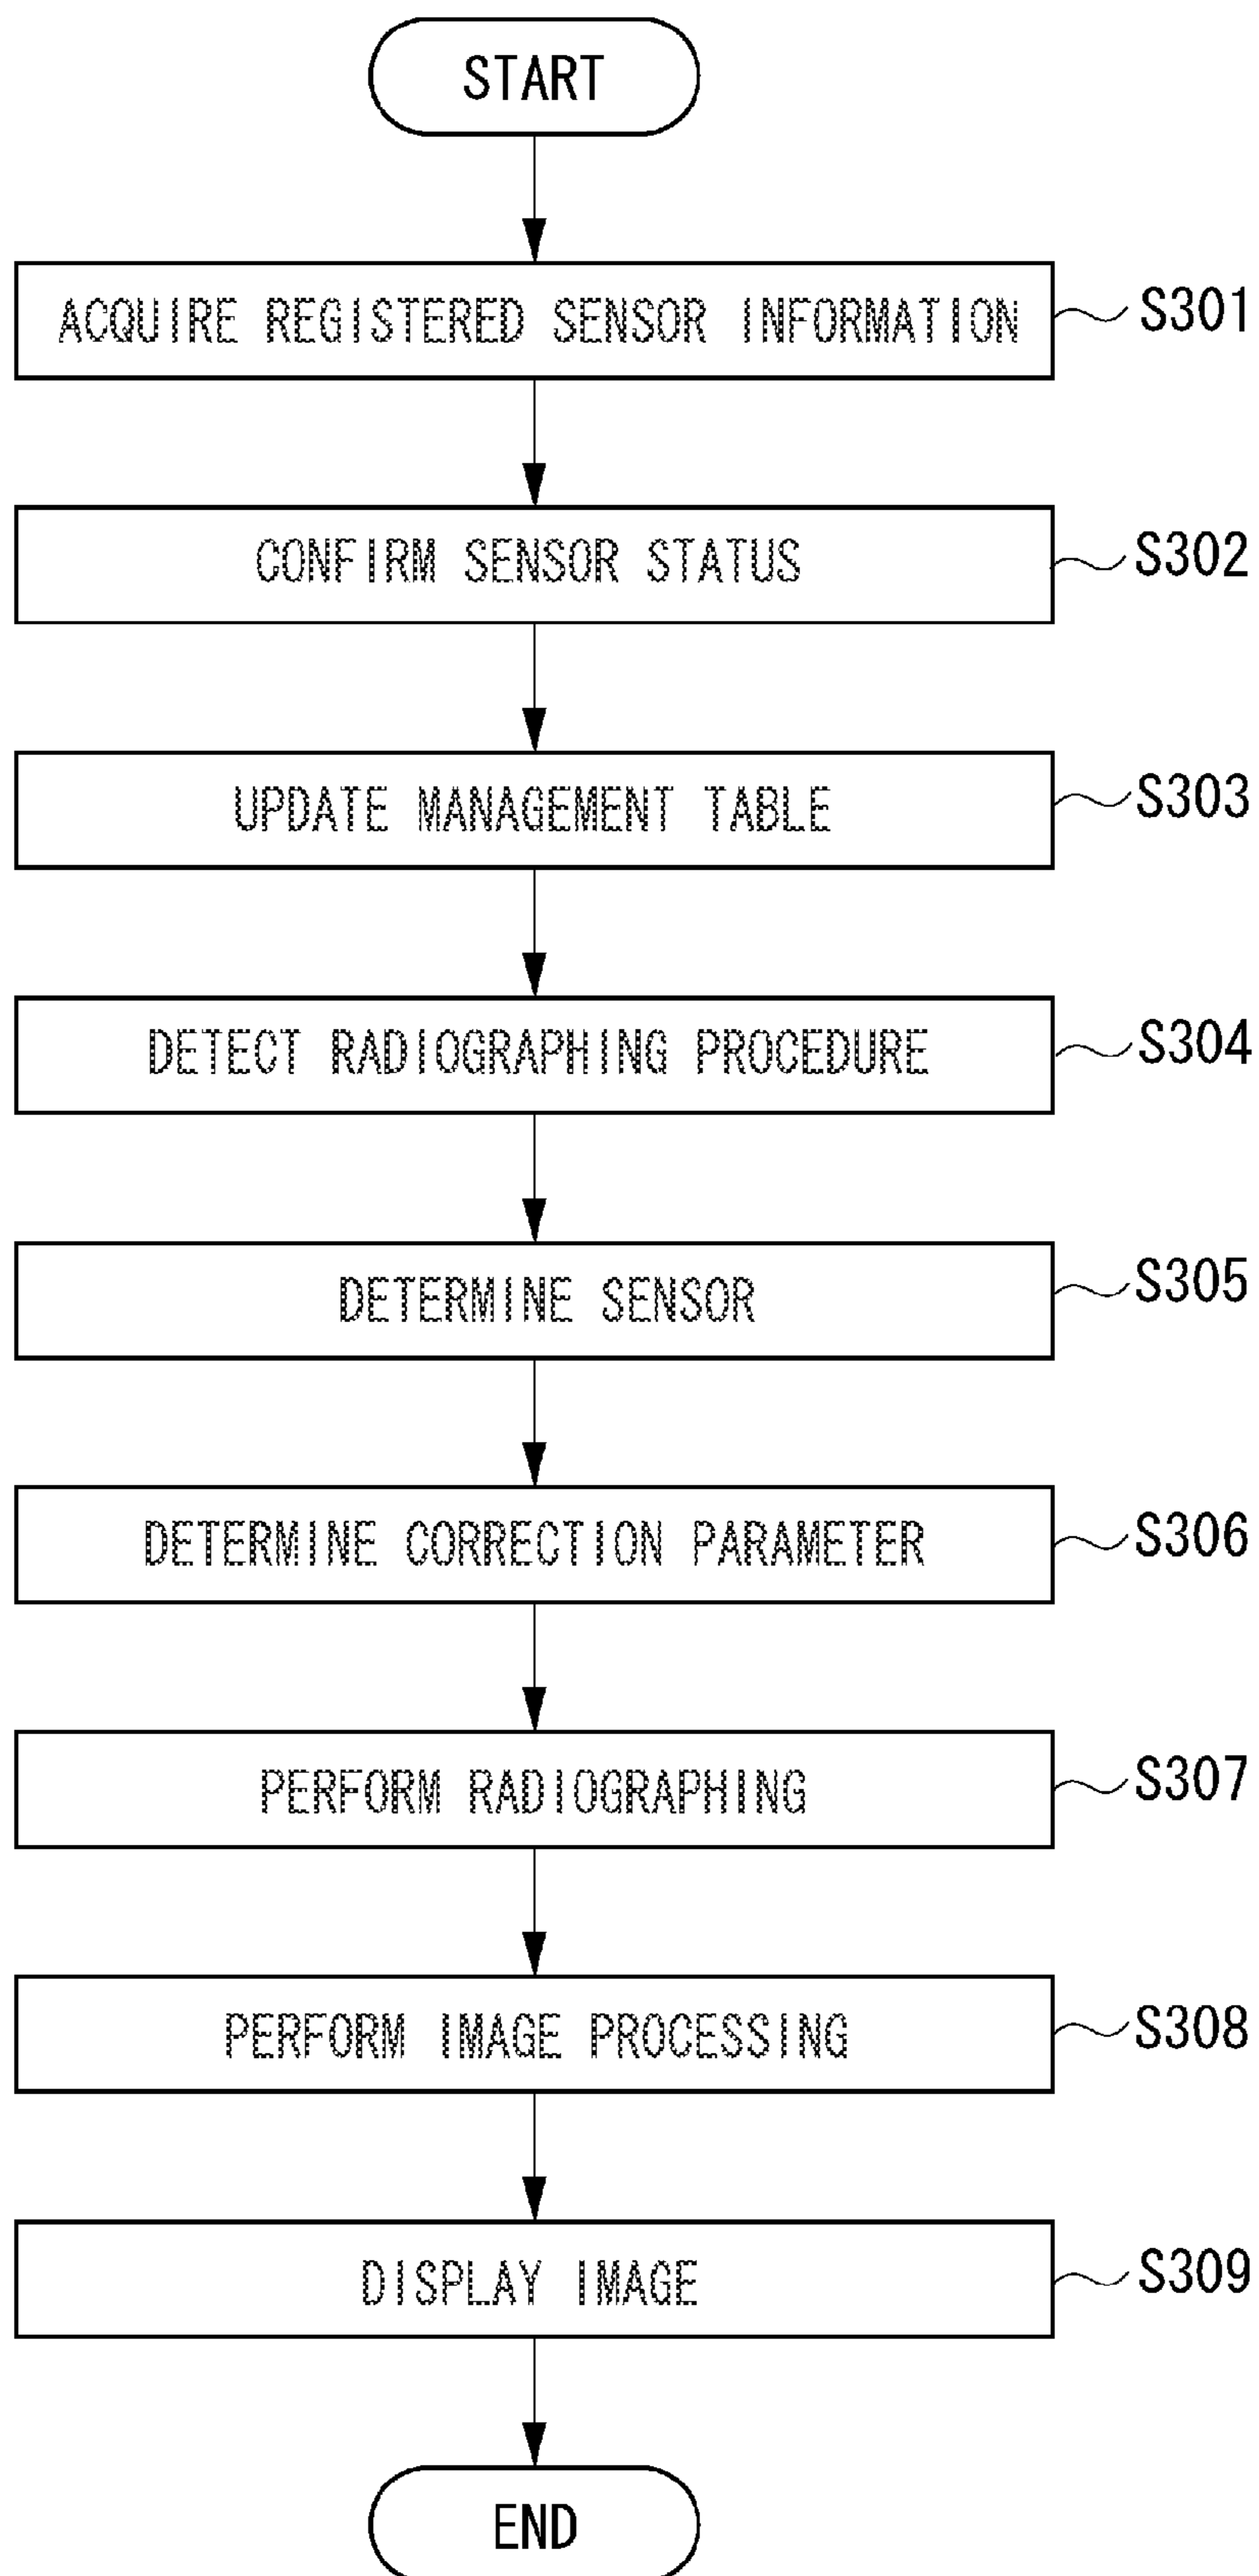 START
ACQUIRE REGISTERED SENSOR INFORMATION S301
CONFIRM SENSOR STATUS S302
UPDATE MANAGEMENT TABLE S303
DETECT RADIOGRAPHING PROCEDURE S304
DETERMINE SENSOR S305
DETERMINE CORRECTION PARAMETER S306
PERFORM RADIOGRAPHING S307
PERFORM IMAGE PROCESSING S308
DISPLAY IMAGE S309
END